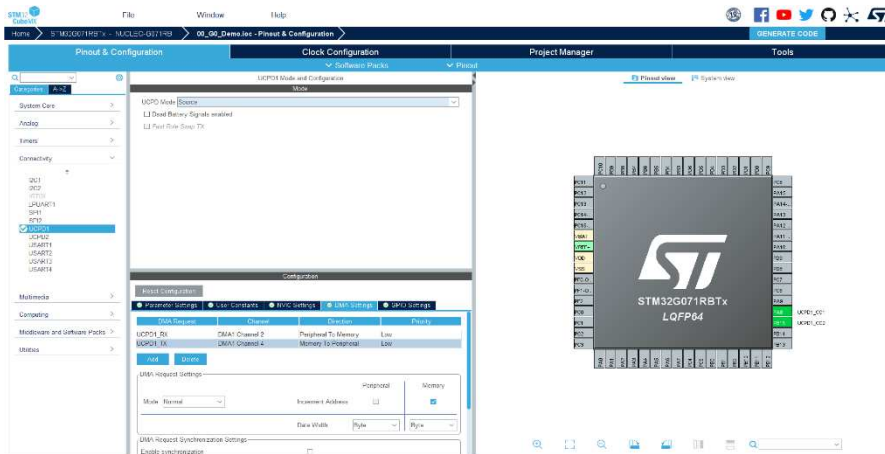 STM32 CubeMX
File Window Help
Home STM32G071RBTx - NUCLEO-G071RB 00_G0_Demo.ioc - Pinout & Configuration GENERATE CODE
Pinout & Configuration Clock Configuration Project Manager Tools
Software Packs Pinout
Categories A->Z
System Core
Analog
Timers
Connectivity
I2C1
I2C2
LPUART1
SPI1
SPI2
UCPD1
UCPD2
USART1
USART2
USART3
USART4
Multimedia
Computing
Middleware and Software Packs
Utilities
UCPD1 Mode and Configuration
Mode
UCPD Mode Source
Dead Battery Signals enabled
Fast Role Swap TX
Configuration
Reset Configuration
Parameter Settings User Constants NVIC Settings DMA Settings GPIO Settings
DMA Request Channel Direction Priority
UCPD1_RX DMA1 Channel 2 Peripheral To Memory Low
UCPD1_TX DMA1 Channel 4 Memory To Peripheral Low
Add Delete
DMA Request Settings
Peripheral Memory
Mode Normal Increment Address
Data Width Byte Byte
DMA Request Synchronization Settings
Enable synchronization
Pinout view System view
STM32G071RBTx
LQFP64
UCPD1_CC1
UCPD1_CC2